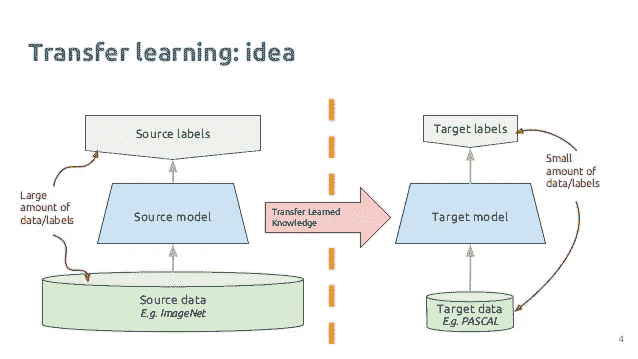 Transfer learning: idea
Source labels
Large
amount of
data/labels
Source model
Source data
E.g. ImageNet
Transfer Learned
Knowledge
Target labels
Small
amount of
data/labels
Target model
Target data
E.g. PASCAL
4